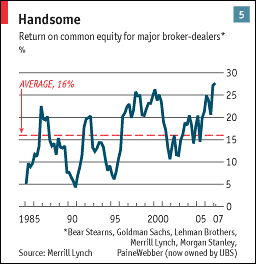 Handsome
5
Return on common equity for major broker-dealers*
%
30
AVERAGE, 16%
25
20
15
10
5
0
1985 90 95 2000 05 07
*Bear Stearns, Goldman Sachs, Lehman Brothers,
Merrill Lynch, Morgan Stanley,
Source: Merrill Lynch PaineWebber (now owned by UBS)